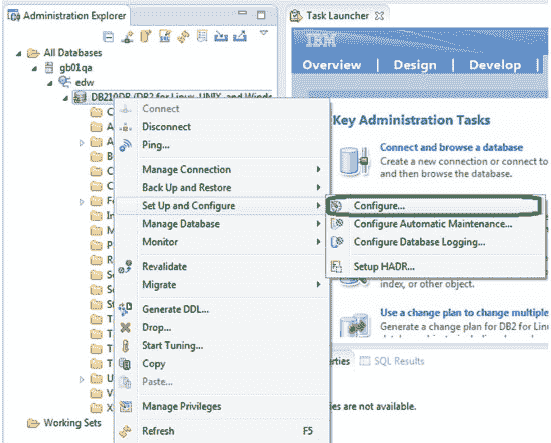 Administration Explorer
Task Launcher
All Databases
gb01qa
edw
DB210DB (DB2 for Linux, UNIX, and Wind
Connect
Disconnect
Ping...
Manage Connection
Back Up and Restore
Set Up and Configure
Manage Database
Monitor
Revalidate
Migrate
Generate DDL...
Drop...
Start Tuning...
Copy
Paste...
Manage Privileges
Refresh F5
Configure...
Configure Automatic Maintenance...
Configure Database Logging...
Setup HADR...
Working Sets
IBM
Overview | Design | Develop |
Key Administration Tasks
Connect and browse a database
Create a new connection or connect to
and then browse the database.
index, or other object.
Use a change plan to change multiple
Generate a change plan for DB2 for Lin
SQL Results
are not available.